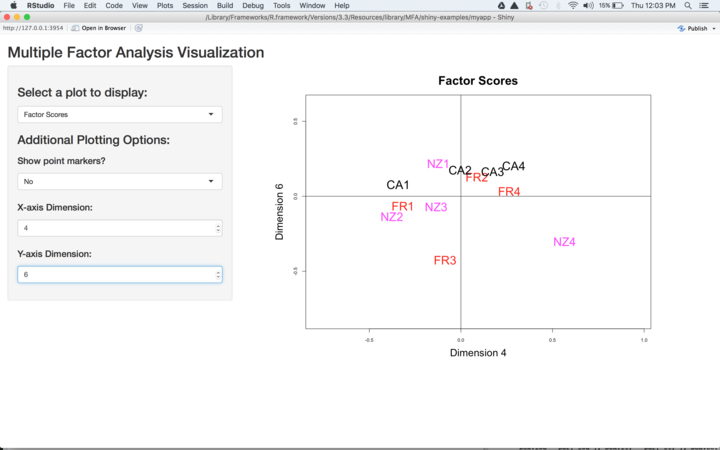 RStudio File Edit Code View Plots Session Build Debug Tools Window Help 15% Thu 12:03 PM
/Library/Frameworks/R.framework/Versions/3.3/Resources/library/MFA/shiny-examples/myapp - Shiny
http://127.0.0.1:3954 Open in Browser Publish
Multiple Factor Analysis Visualization
Select a plot to display:
Factor Scores
Additional Plotting Options:
Show point markers?
No
X-axis Dimension:
4
Y-axis Dimension:
6
Factor Scores
Dimension 6
0.5
0.0
-0.5
NZ1
CA2
CA3
CA4
FR2
CA1
FR4
FR1
NZ3
NZ2
NZ4
FR3
-0.5 0.0 0.5 1.0
Dimension 4